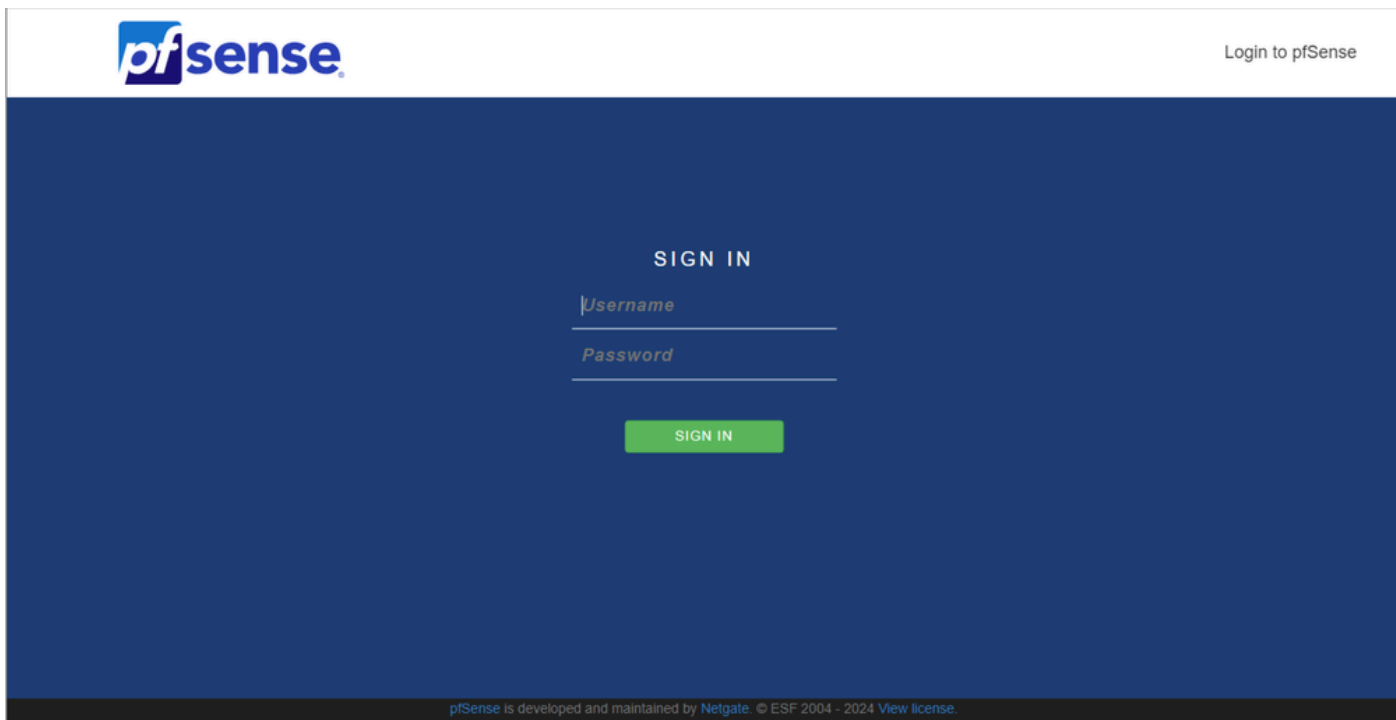 pfsense
Login to pfSense
SIGN IN
Username
Password
SIGN IN
pfSense is developed and maintained by Netgate. © ESF 2004 - 2024 View license.